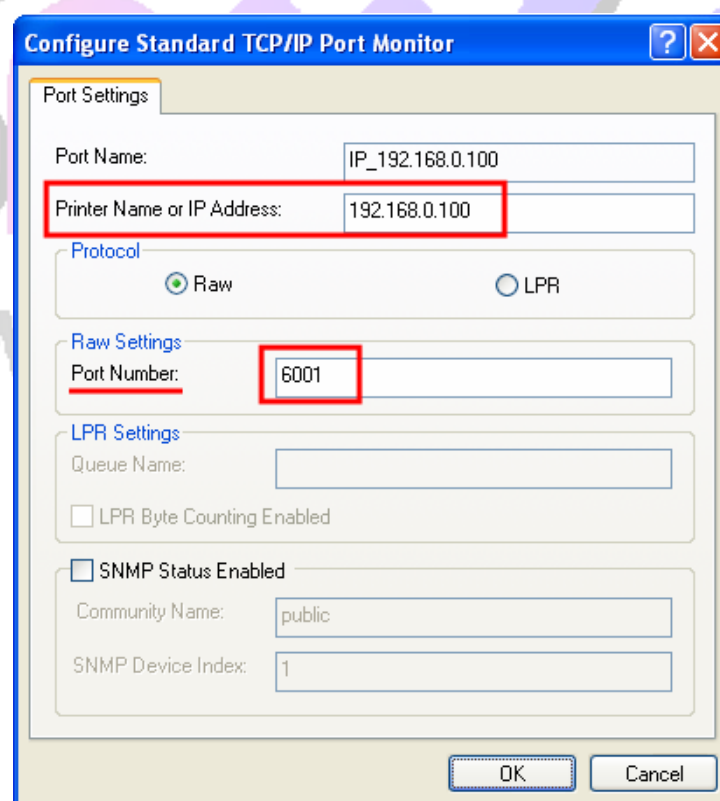 Configure Standard TCP/IP Port Monitor
Port Settings
Port Name: IP_192.168.0.100
Printer Name or IP Address: 192.168.0.100
Protocol
Raw LPR
Raw Settings
Port Number: 6001
LPR Settings
Queue Name:
LPR Byte Counting Enabled
SNMP Status Enabled
Community Name: public
SNMP Device Index: 1
OK Cancel